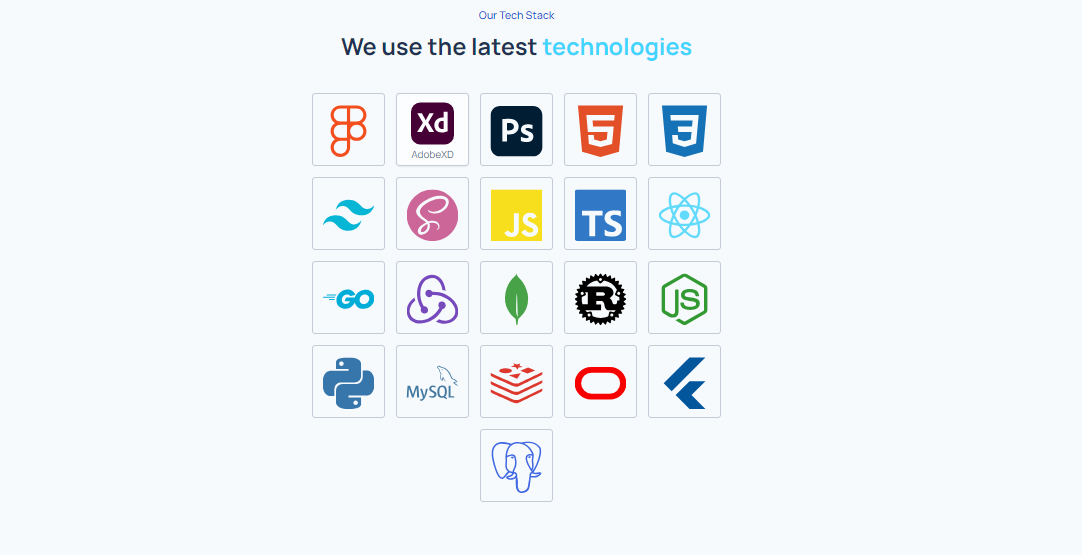 Our Tech Stack
We use the latest technologies
Xd
AdobeXD
Ps
5
3
JS
TS
GO
R
JS
MySQL